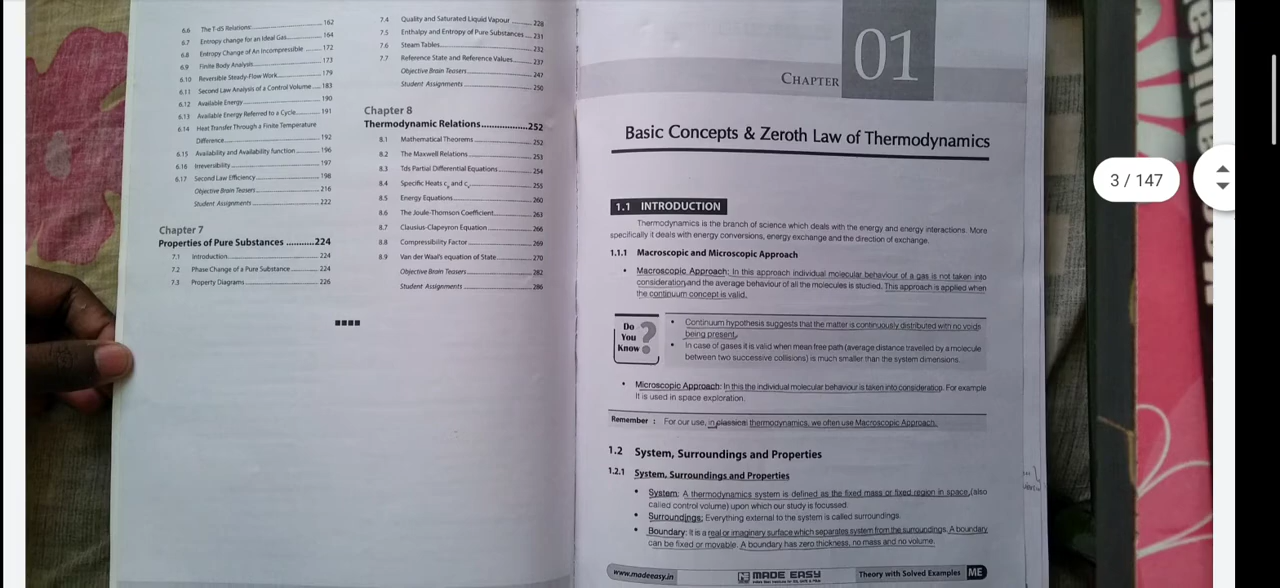 6.6 The T-dS Relations 162
6.7 Entropy change for an Ideal Gas 164
6.8 Entropy Change of An Incompressible 172
6.9 Finite Body Analysis 173
6.10 Reversible Steady-Flow Work 179
6.11 Second Law Analysis of a Control Volume 183
6.12 Available Energy 190
6.13 Available Energy Referred to a Cycle 191
6.14 Heat Transfer Through a Finite Temperature
Difference 192
6.15 Availability and Availability function 196
6.16 Irreversibility 197
6.17 Second Law Efficiency 198
Objective Brain Teasers 216
Student Assignments 222
Chapter 7
Properties of Pure Substances ...........224
7.1 Introduction 224
7.2 Phase Change of a Pure Substance 224
7.3 Property Diagrams 226
7.4 Quality and Saturated Liquid Vapour 228
7.5 Enthalpy and Entropy of Pure Substances 231
7.6 Steam Tables 232
7.7 Reference State and Reference Values 237
Objective Brain Teasers 247
Student Assignments 250
Chapter 8
Thermodynamic Relations..................252
8.1 Mathematical Theorems 252
8.2 The Maxwell Relations 253
8.3 Tds Partial Differential Equations 254
8.4 Specific Heats cp and cv 255
8.5 Energy Equations 260
8.6 The Joule-Thomson Coefficient 263
8.7 Clausius-Clapeyron Equation 266
8.8 Compressibility Factor 269
8.9 Van der Waal's equation of State 270
Objective Brain Teasers 282
Student Assignments 286
CHAPTER 01
Basic Concepts & Zeroth Law of Thermodynamics
1.1 INTRODUCTION
Thermodynamics is the branch of science which deals with the energy and energy interactions. More
specifically it deals with energy conversions, energy exchange and the direction of exchange.
1.1.1 Macroscopic and Microscopic Approach
• Macroscopic Approach: In this approach individual molecular behaviour of a gas is not taken into
consideration and the average behaviour of all the molecules is studied. This approach is applied when
the continuum concept is valid.
Do
You
Know
?
• Continuum hypothesis suggests that the matter is continuously distributed with no voids
being present.
• In case of gases it is valid when mean free path (average distance travelled by a molecule
between two successive collisions) is much smaller than the system dimensions.
• Microscopic Approach: In this the individual molecular behaviour is taken into consideration. For example
It is used in space exploration.
Remember : For our use, in classical thermodynamics, we often use Macroscopic Approach.
1.2 System, Surroundings and Properties
1.2.1 System, Surroundings and Properties
• System: A thermodynamics system is defined as the fixed mass or fixed region in space, (also
called control volume) upon which our study is focussed.
• Surroundings: Everything external to the system is called surroundings.
• Boundary: It is a real or imaginary surface which separates system from the surroundings. A boundary
can be fixed or movable. A boundary has zero thickness, no mass and no volume.
www.madeeasy.in
MADE EASY
Theory with Solved Examples ME
3 / 147